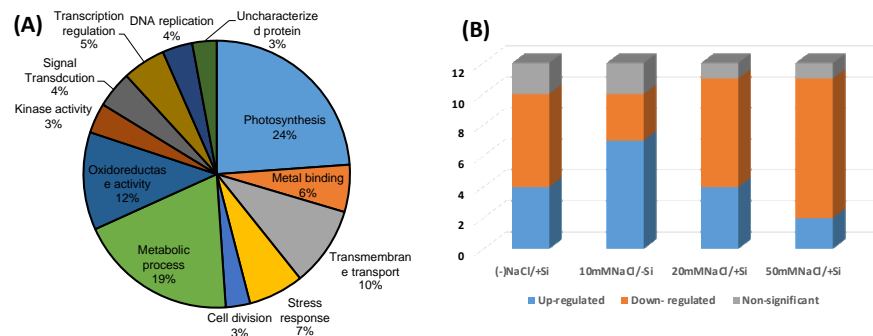 (A)
Photosynthesis
24%
Metal binding
6%
Transmembran
e transport
10%
Stress
response
7%
Cell division
3%
Metabolic
process
19%
Oxidoreductas
e activity
12%
Kinase activity
3%
Signal
Transdcution
4%
Transcription
regulation
5%
DNA replication
4%
Uncharacterize
d protein
3%
(B)
12
10
8
6
4
2
0
(-)NaCl/+Si
10mMNaCl/-Si
20mMNaCl/+Si
50mMNaCl/+Si
Up-regulated
Down- regulated
Non-significant